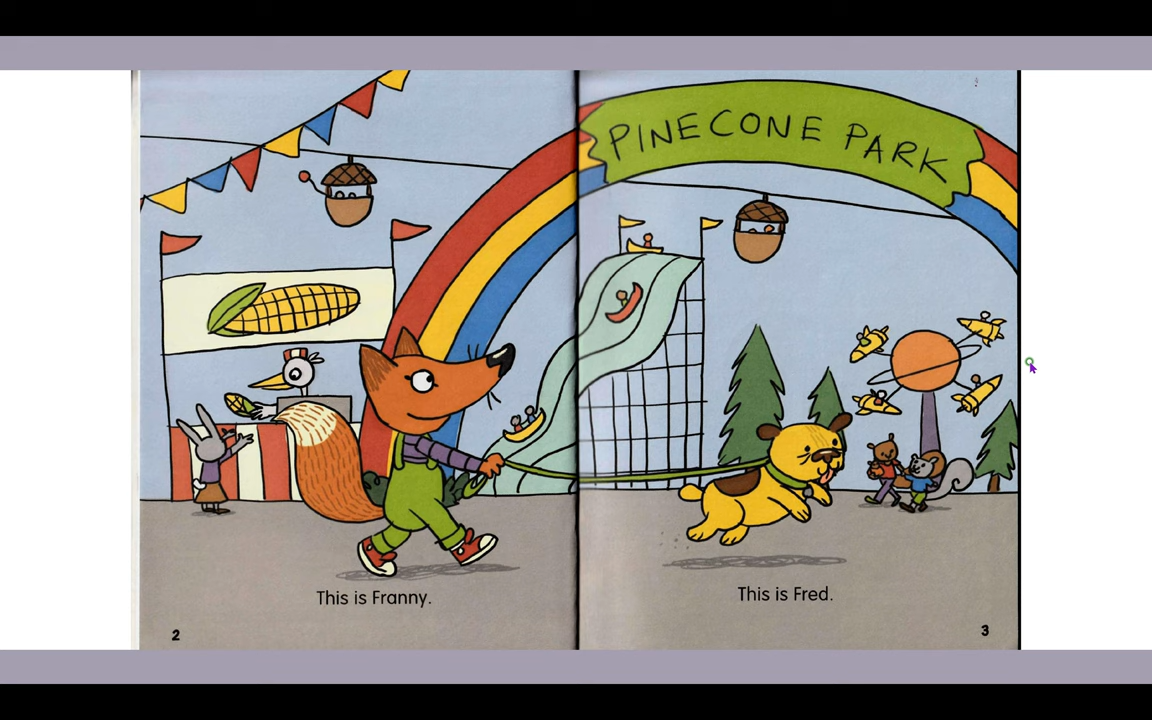 PINECONE PARK
This is Franny.
This is Fred.
2
3